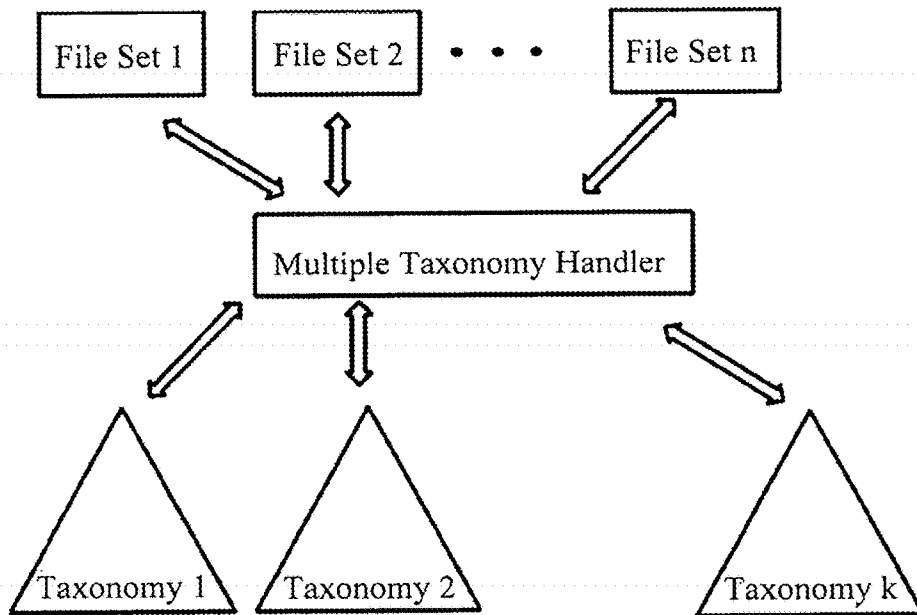 File Set 1
File Set 2
• • •
File Set n
Multiple Taxonomy Handler
Taxonomy 1
Taxonomy 2
Taxonomy k